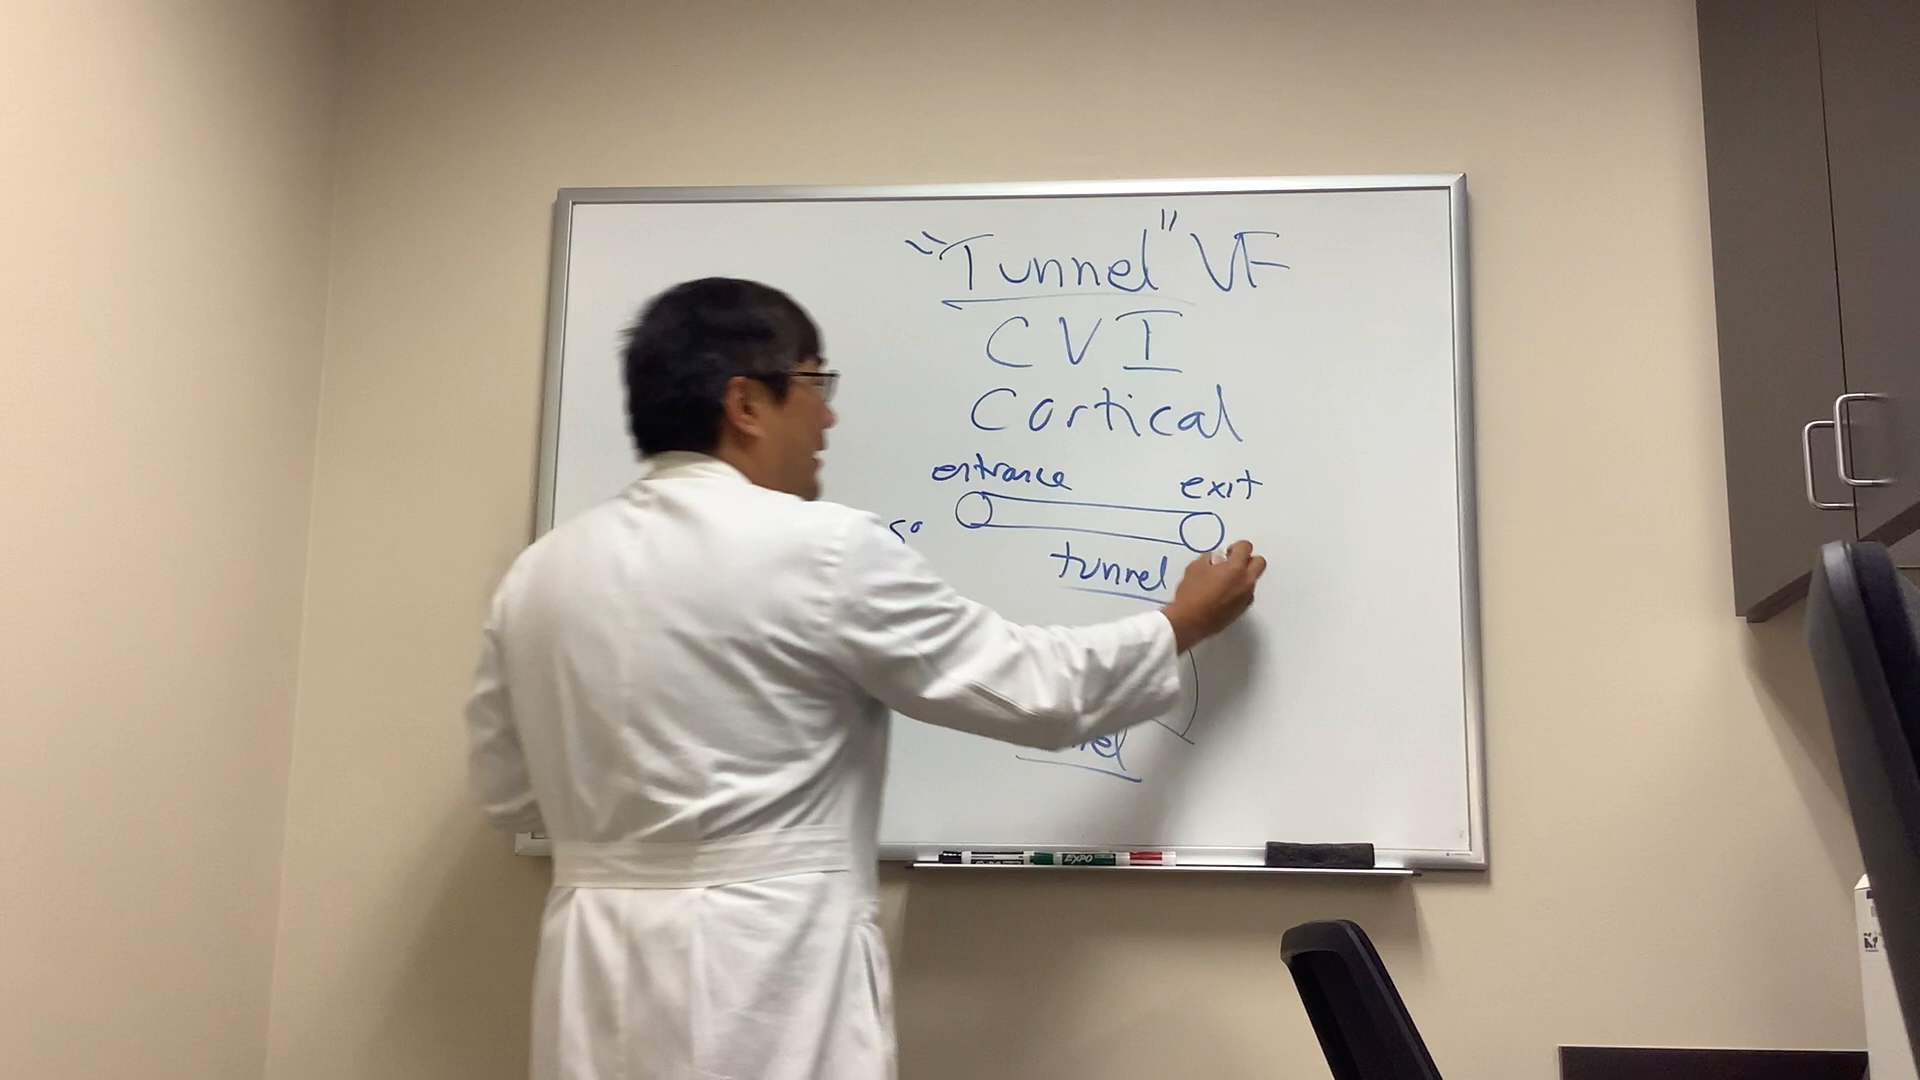 "Tunnel" VF
CVI
Cortical
entrance exit
tunnel
EXPO